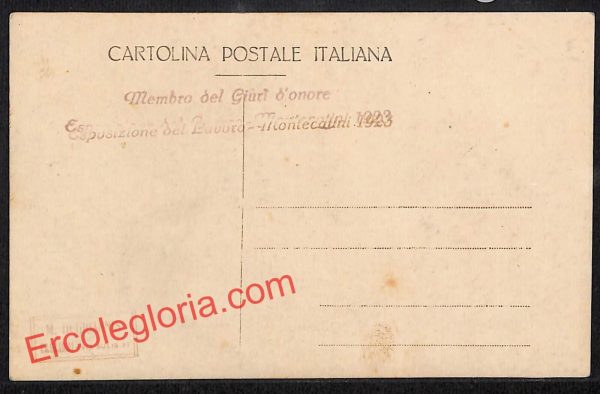 CARTOLINA POSTALE ITALIANA
Membro del Giurì d'onore
Esposizione del Lavoro - Montecatini 1923
Ercolegloria.com